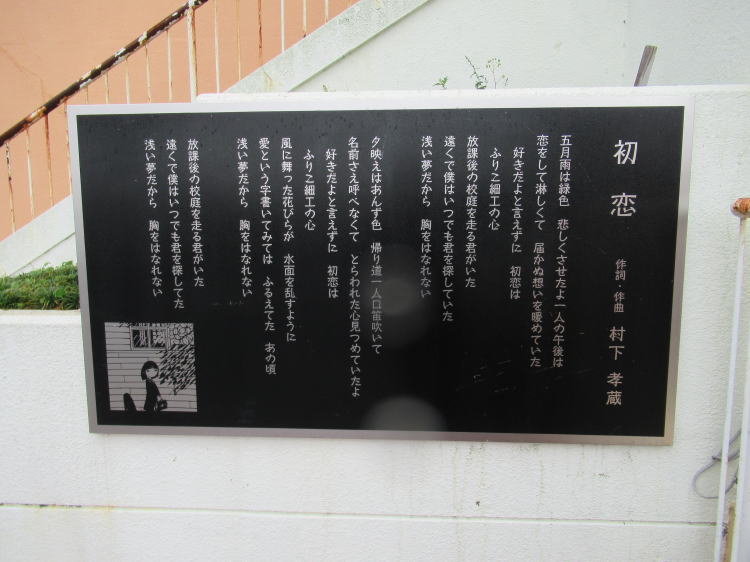 初恋
作詞・作曲 村下 孝蔵
五月雨は緑色 悲しくさせたよ一人の午後は
恋をして淋しくて 届かぬ想いを暖めていた
好きだよと言えずに 初恋は
ふりこ細工の心
放課後の校庭を走る君がいた
遠くで僕はいつでも君を探していた
浅い夢だから 胸をはなれない
夕映えはあんず色 帰り道一人口笛吹いて
名前さえ呼べなくて とらわれた心見つめていたよ
好きだよと言えずに 初恋は
ふりこ細工の心
風に舞った花びらが 水面を乱すように
愛という字書いてみては ふるえてた あの頃
浅い夢だから 胸をはなれない
放課後の校庭を走る君がいた
遠くで僕はいつでも君を探してた
浅い夢だから 胸をはなれない